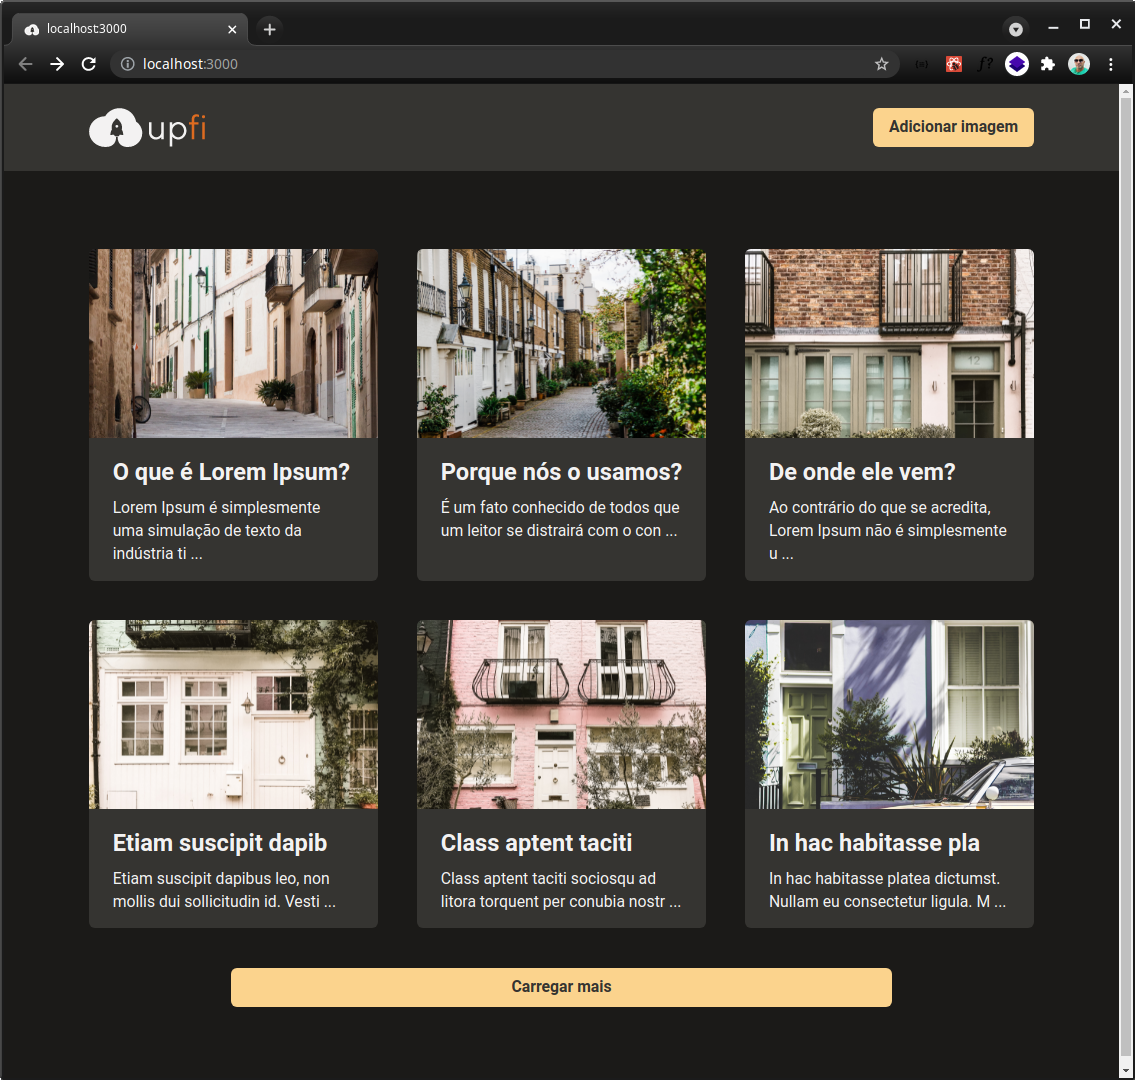 localhost:3000
localhost:3000
f?
upfi
Adicionar imagem
12
O que é Lorem Ipsum?
Lorem Ipsum é simplesmente
uma simulação de texto da
indústria ti ...
Porque nós o usamos?
É um fato conhecido de todos que
um leitor se distrairá com o con ...
De onde ele vem?
Ao contrário do que se acredita,
Lorem Ipsum não é simplesmente
u ...
Etiam suscipit dapib
Etiam suscipit dapibus leo, non
mollis dui sollicitudin id. Vesti ...
Class aptent taciti
Class aptent taciti sociosqu ad
litora torquent per conubia nostr ...
In hac habitasse pla
In hac habitasse platea dictumst.
Nullam eu consectetur ligula. M ...
Carregar mais